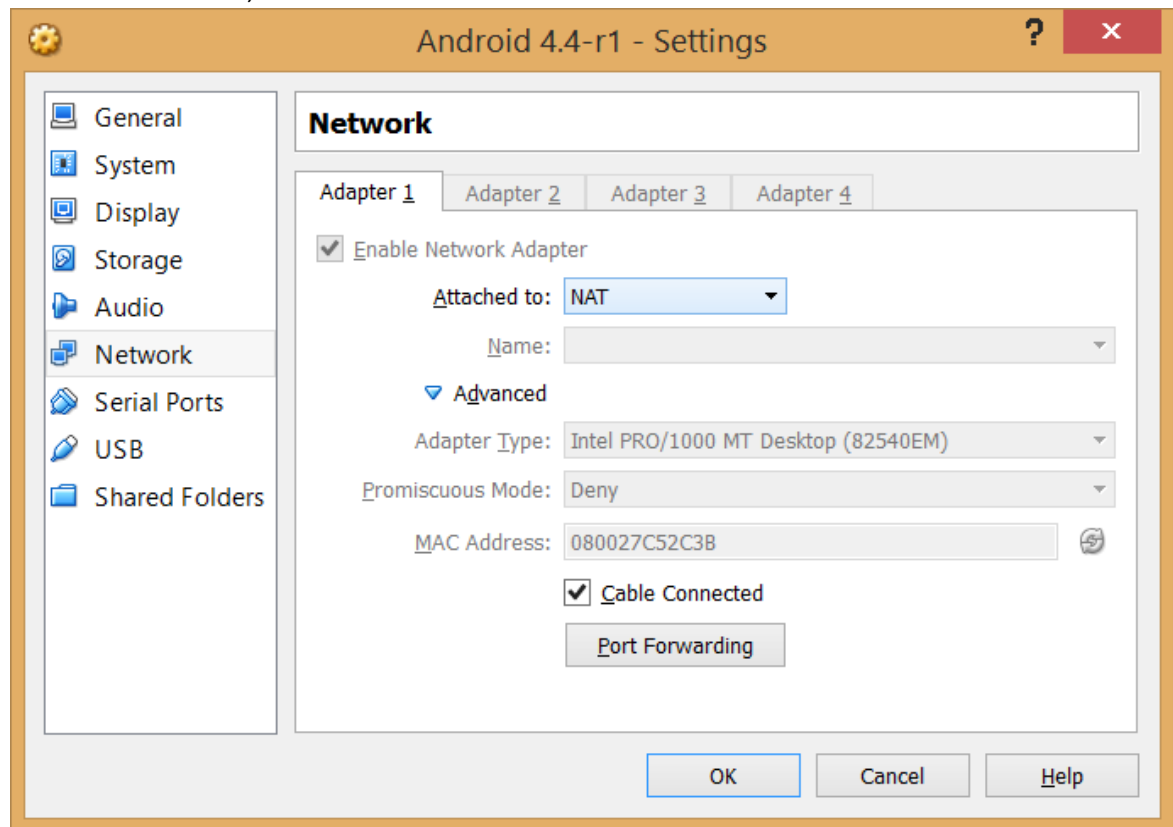 Android 4.4-r1 - Settings ? ×
General
System
Display
Storage
Audio
Network
Serial Ports
USB
Shared Folders
Network
Adapter 1 Adapter 2 Adapter 3 Adapter 4
Enable Network Adapter
Attached to: NAT
Name:
Advanced
Adapter Type: Intel PRO/1000 MT Desktop (82540EM)
Promiscuous Mode: Deny
MAC Address: 080027C52C3B
Cable Connected
Port Forwarding
OK Cancel Help